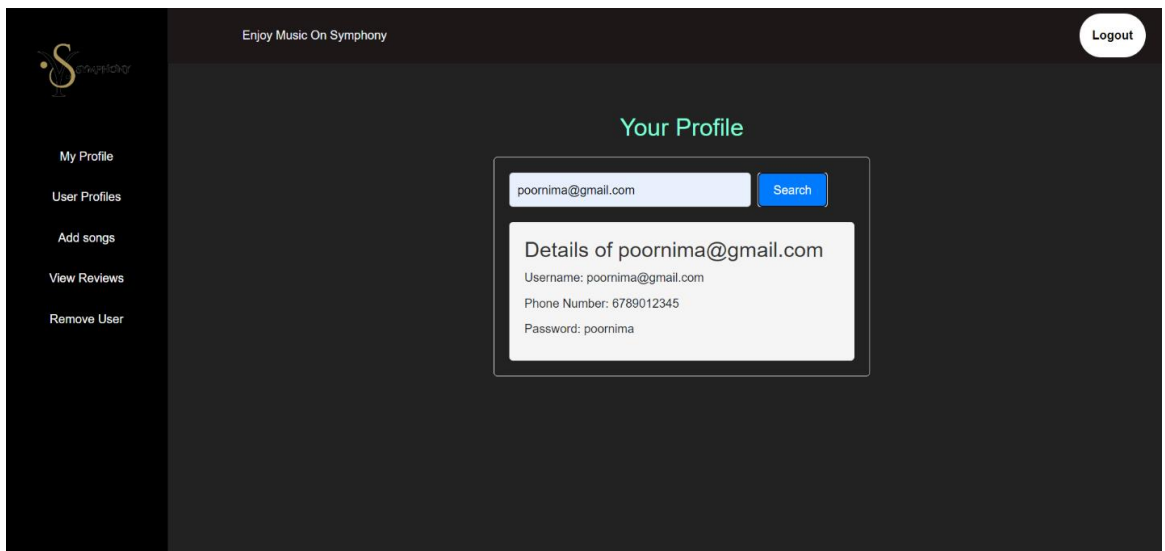 Enjoy Music On Symphony
Logout
SYMPHONY
My Profile
User Profiles
Add songs
View Reviews
Remove User
Your Profile
poornima@gmail.com
Search
Details of poornima@gmail.com
Username: poornima@gmail.com
Phone Number: 6789012345
Password: poornima